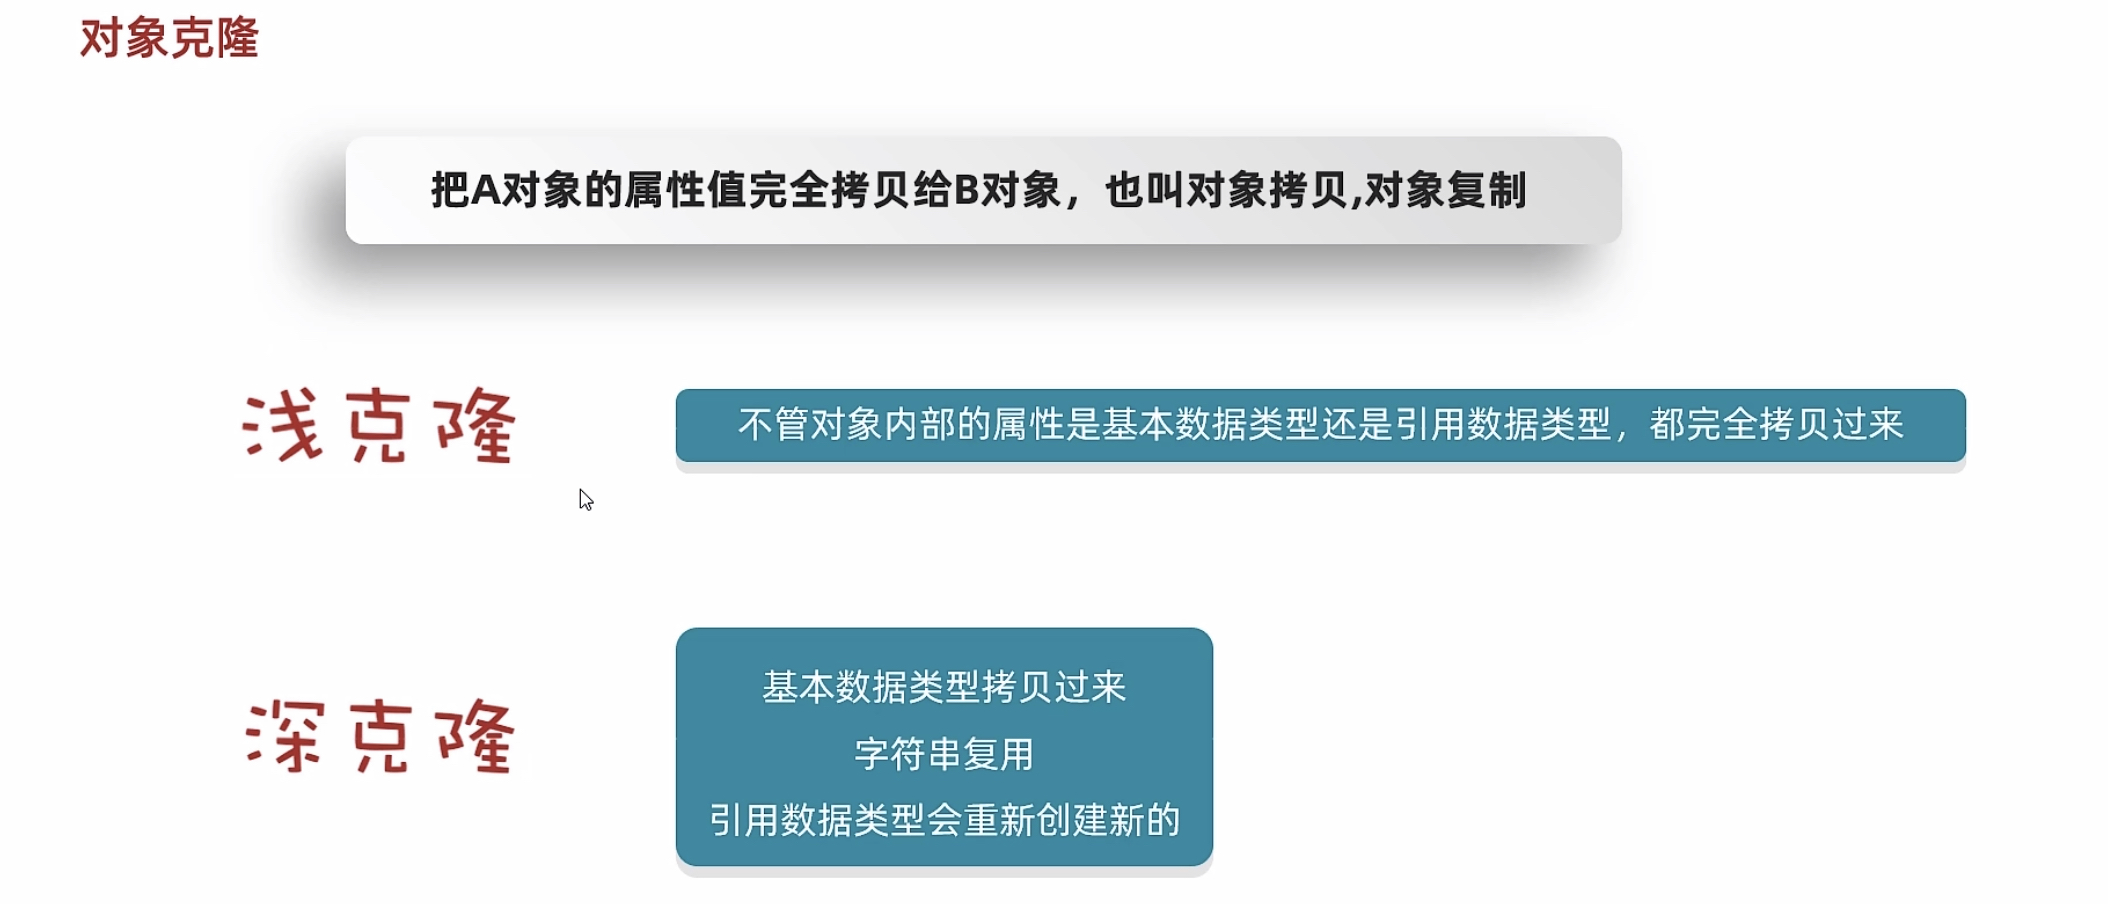 对象克隆
把A对象的属性值完全拷贝给B对象，也叫对象拷贝,对象复制
浅克隆
不管对象内部的属性是基本数据类型还是引用数据类型，都完全拷贝过来
深克隆
基本数据类型拷贝过来
字符串复用
引用数据类型会重新创建新的